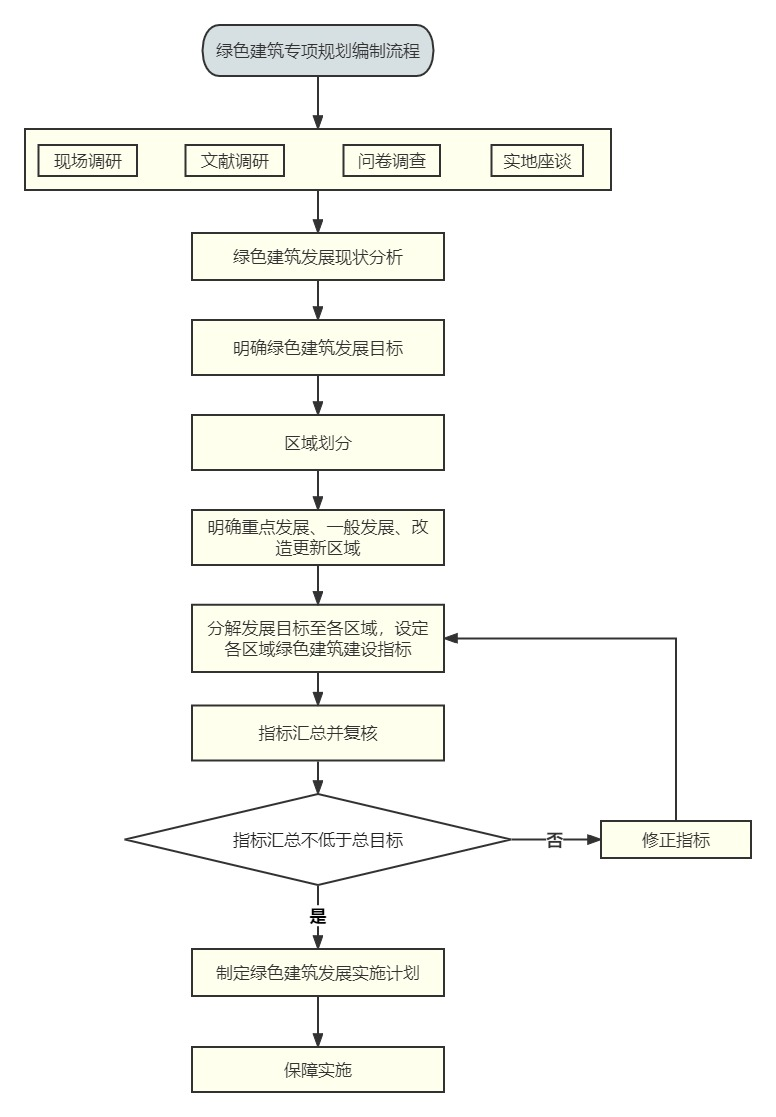 绿色建筑专项规划编制流程
现场调研
文献调研
问卷调查
实地座谈
绿色建筑发展现状分析
明确绿色建筑发展目标
区域划分
明确重点发展、一般发展、改
造更新区域
分解发展目标至各区域，设定
各区域绿色建筑建设指标
指标汇总并复核
指标汇总不低于总目标
否
修正指标
是
制定绿色建筑发展实施计划
保障实施